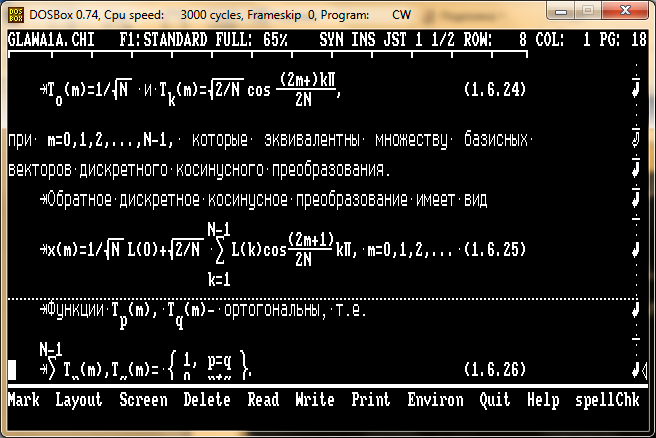 DOSBox 0.74, Cpu speed: 3000 cycles, Frameskip 0, Program: CW
GLAWA1A.CHI F1:STANDARD FULL: 65% SYN INS JST 1 1/2 ROW: 8 COL: 1 PG: 18
T₀(m)=1/√N и Tₖ(m)=√2/N cos (2m+)kΠ/2N, (1.6.24)
при m=0,1,2,...,N-1, которые эквивалентны множеству базисных
векторов дискретного косинусного преобразования.
Обратное дискретное косинусное преобразование имеет вид
x(m)=1/√N L(0)+√2/N ∑ N-1 k=1 L(k)cos (2m+1)/2N kΠ, m=0,1,2,... (1.6.25)
Функции Tp(m), Tq(m)- ортогональны, т.е.
N-1
∑ T (m),T (m)= { 1, p=q }. (1.6.26)
Mark Layout Screen Delete Read Write Print Environ Quit Help spellChk